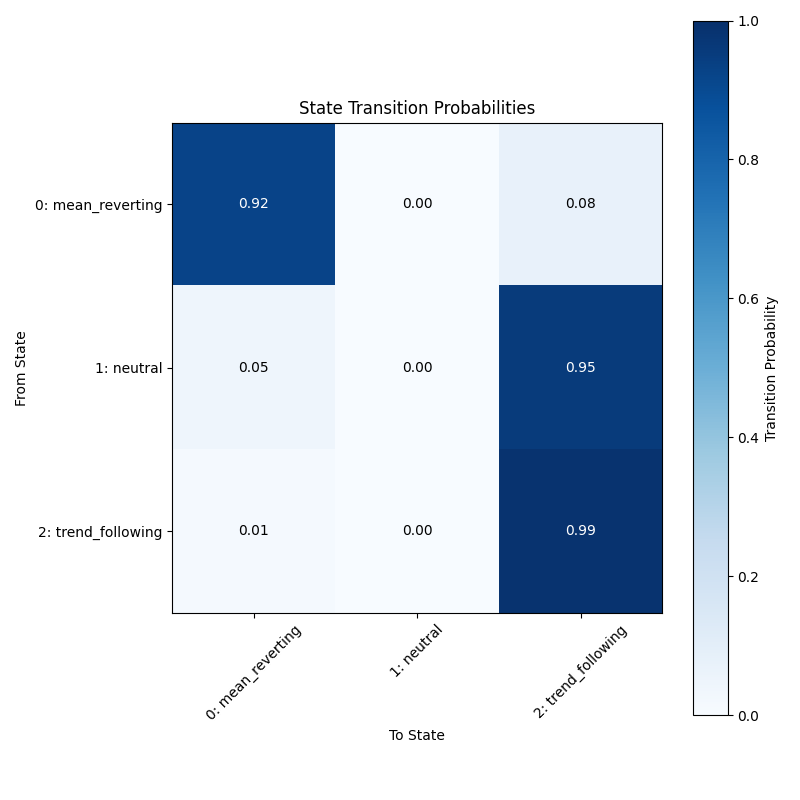 State Transition Probabilities
1.0
0.8
0.6
0.4
0.2
0.0
Transition Probability
From State
0: mean_reverting
0.92
0.00
0.08
1: neutral
0.05
0.00
0.95
2: trend_following
0.01
0.00
0.99
0: mean_reverting
1: neutral
2: trend_following
To State